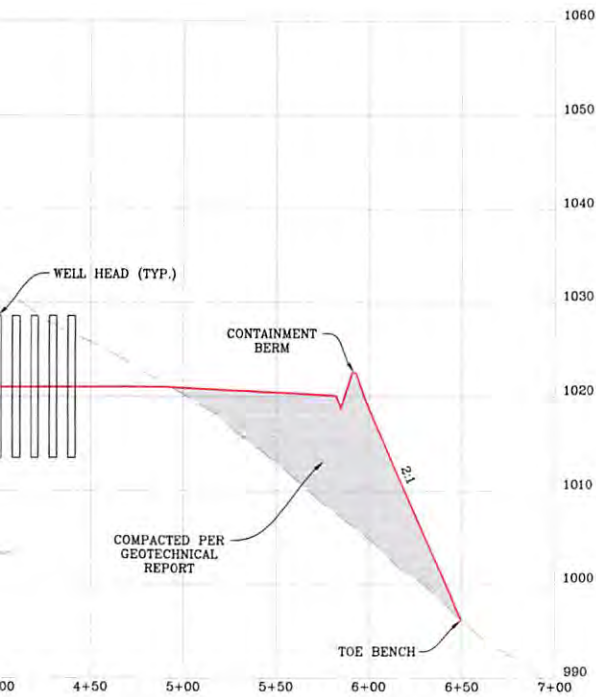 1060
1050
1040
1030
WELL HEAD (TYP.)
CONTAINMENT
BERM
1020
2:1
1010
COMPACTED PER
GEOTECHNICAL
REPORT
1000
TOE BENCH
990
00 4+50 5+00 5+50 6+00 6+50 7+00